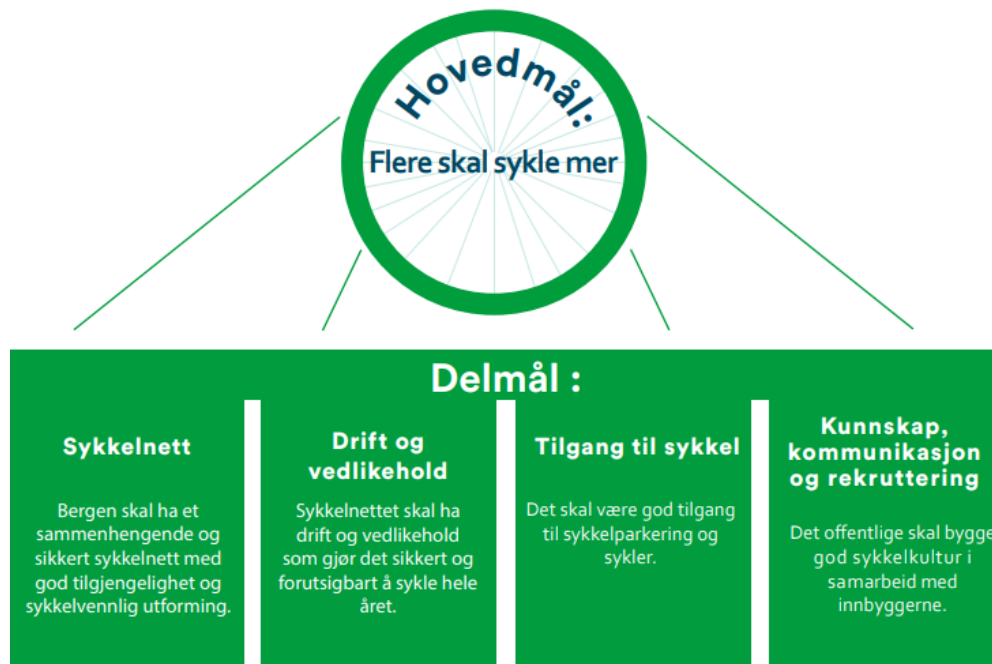 Hovedmål:
Flere skal sykle mer
Delmål :
Sykkelnett
Bergen skal ha et
sammenhengende og
sikkert sykkelnett med
god tilgjengelighet og
sykkelvennlig utforming.
Drift og
vedlikehold
Sykkelnettet skal ha
drift og vedlikehold
som gjør det sikkert og
forutsigbart å sykle hele
året.
Tilgang til sykkel
Det skal være god tilgang
til sykkelparkering og
sykler.
Kunnskap,
kommunikasjon
og rekruttering
Det offentlige skal bygge
god sykkelkultur i
samarbeid med
innbyggerne.